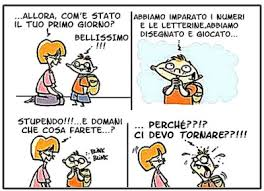 ...ALLORA, COM'E' STATO
IL TUO PRIMO GIORNO?
BELLISSIMO
!!!
ABBIAMO IMPARATO I NUMERI
E LE LETTERINE,ABBIAMO
DISEGNATO E GIOCATO...
STUPENDO!!!...E DOMANI
CHE COSA FARETE...?
BLINK
BLINK
... PERCHÉ??!?
CI DEVO TORNARE??!!!